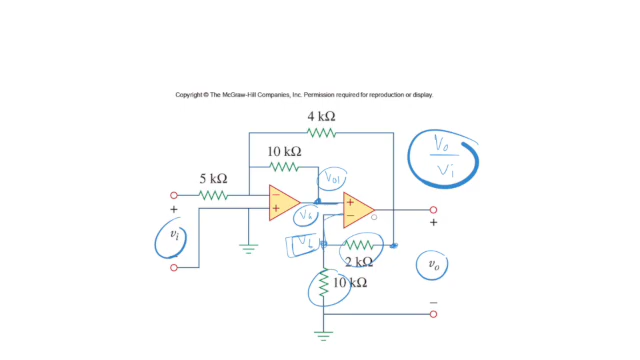 Copyright © The McGraw-Hill Companies, Inc. Permission required for reproduction or display.
4 kΩ
10 kΩ
5 kΩ
−
+
+
−
+
vi
Vo1
Vo
Vi
+
−
2 kΩ
10 kΩ
vo
+
−